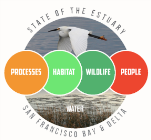 STATE OF THE ESTUARY
PROCESSES HABITAT WILDLIFE PEOPLE
WATER
SAN FRANCISCO BAY & DELTA